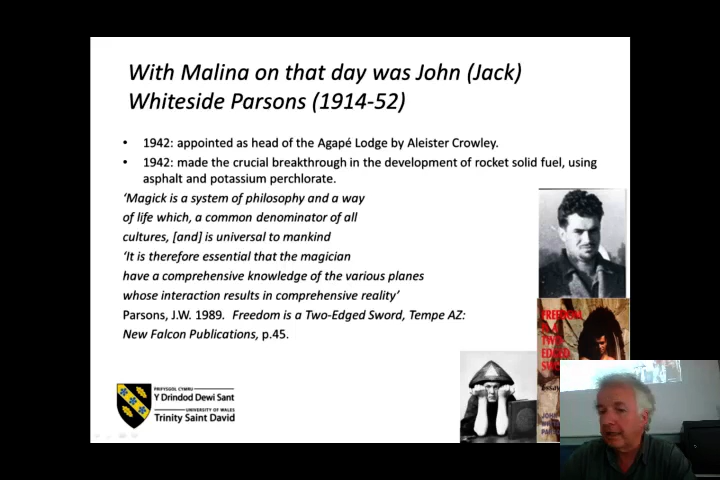 With Malina on that day was John (Jack)
Whiteside Parsons (1914-52)
• 1942: appointed as head of the Agapé Lodge by Aleister Crowley.
• 1942: made the crucial breakthrough in the development of rocket solid fuel, using
asphalt and potassium perchlorate.
‘Magick is a system of philosophy and a way
of life which, a common denominator of all
cultures, [and] is universal to mankind
‘It is therefore essential that the magician
have a comprehensive knowledge of the various planes
whose interaction results in comprehensive reality’
Parsons, J.W. 1989. Freedom is a Two-Edged Sword, Tempe AZ:
New Falcon Publications, p.45.
FREEDOM
IS A
TWO
EDGED
JOHN
PRIFYSGOL CYMRU
Y Drindod Dewi Sant
UNIVERSITY OF WALES
Trinity Saint David